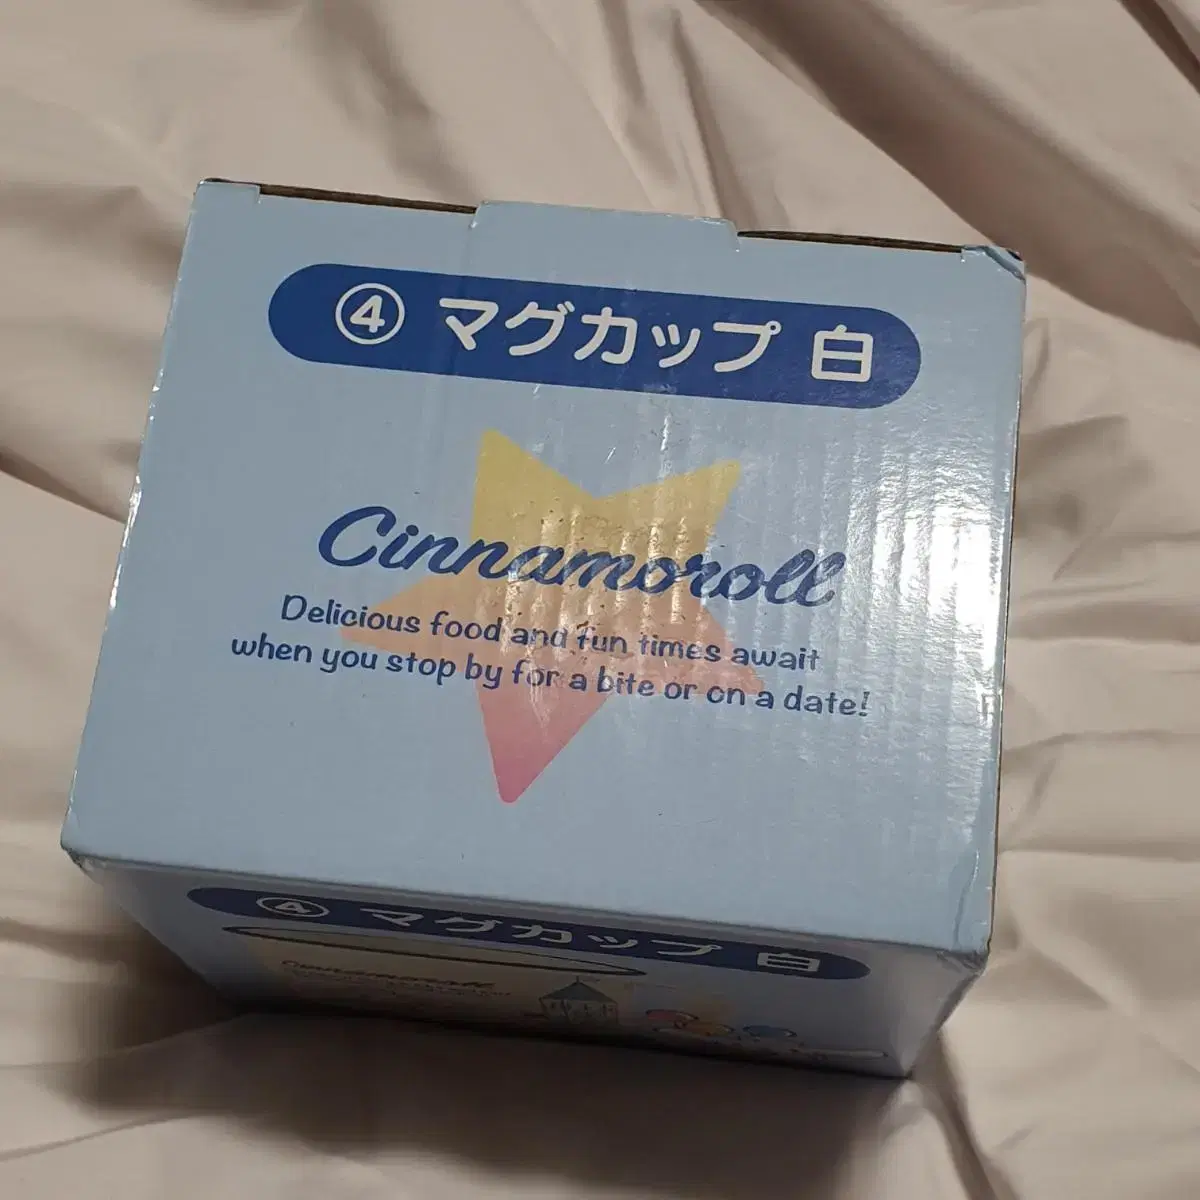 ④ マグカップ 白
Cinnamoroll
Delicious food and fun times await
when you stop by for a bite or on a date!
④ マグカップ 白
Cinnamoroll